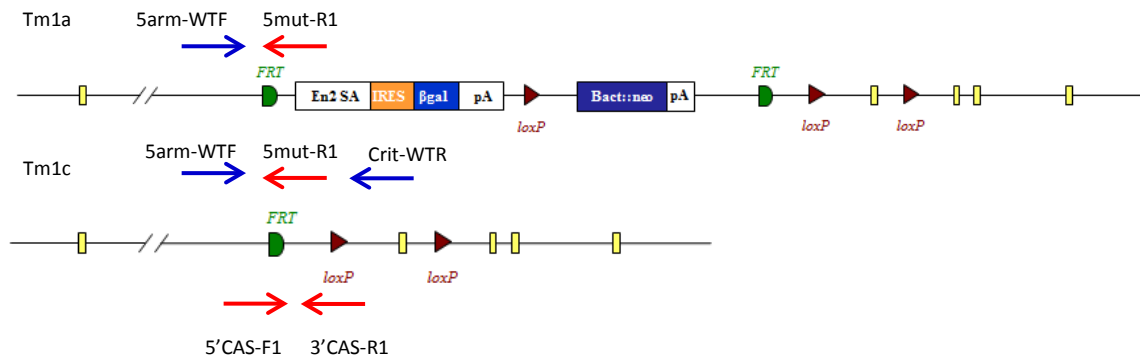 Tm1a 5arm-WTF 5mut-R1
FRT FRT
En2 SA IRES βgal pA Bact::neo pA
loxP loxP loxP
Tm1c 5arm-WTF 5mut-R1 Crit-WTR
FRT
loxP loxP
5'CAS-F1 3'CAS-R1